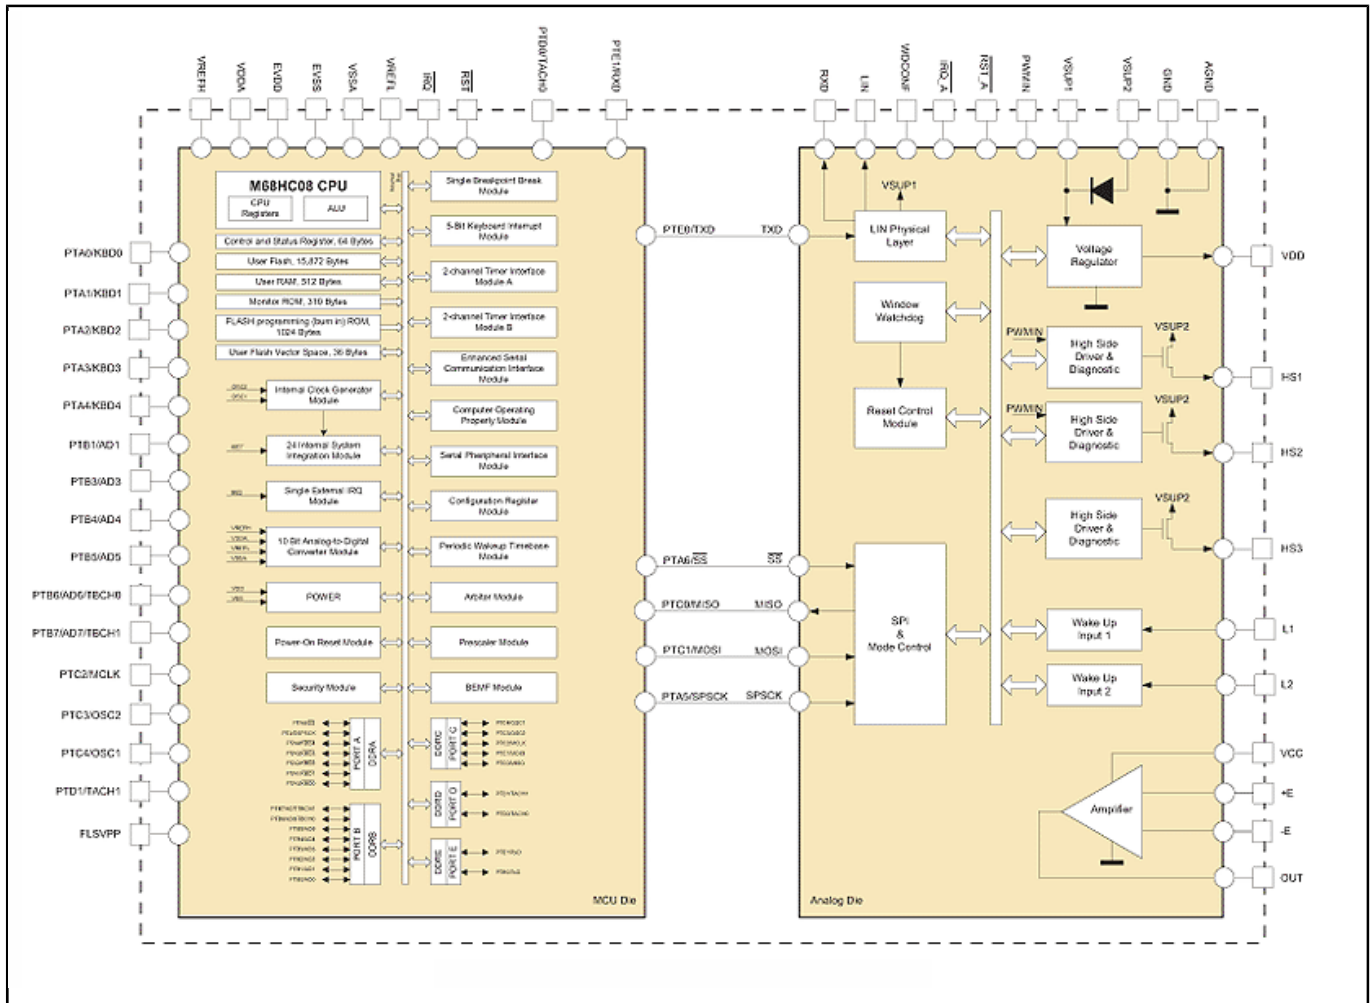 VREFH
VDDA
EVDD
EVSS
VSSA
VREFL
IRQ
RST
PTD0/TACH0
PTE1/RXD
RXD
LIN
WDCONF
IRQ_A
RST_A
PWMIN
VSUP1
VSUP2
GND
AGND
PTA0/KBD0
PTA1/KBD1
PTA2/KBD2
PTA3/KBD3
PTA4/KBD4
PTB1/AD1
PTB3/AD3
PTB4/AD4
PTB5/AD5
PTB6/AD6/TBCH0
PTB7/AD7/TBCH1
PTC2/MCLK
PTC3/OSC2
PTC4/OSC1
PTD1/TACH1
FLSVPP
M68HC08 CPU
CPU
Registers
ALU
Control and Status Register, 64 Bytes
User Flash, 15,872 Bytes
User RAM, 512 Bytes
Monitor ROM, 310 Bytes
FLASH programming (burn in) ROM,
1024 Bytes
User Flash Vector Space, 36 Bytes
Internal Clock Generator
Module
24 Internal System
Integration Module
Single External IRQ
Module
10 Bit Analog-to-Digital
Converter Module
POWER
Power-On Reset Module
Security Module
PORT A
DDRA
PORT B
DDRB
Single Breakpoint Break
Module
5-Bit Keyboard Interrupt
Module
2-channel Timer Interface
Module A
2-channel Timer Interface
Module B
Enhanced Serial
Communication Interface
Module
Computer Operating
Properly Module
Serial Pheripheral Interface
Module
Configuration Register
Module
Periodic Wakeup Timebase
Module
Arbiter Module
Prescaler Module
BEMF Module
DDRC
PORT C
DDRD
PORT D
DDRE
PORT E
MCU Die
PTE0/TXD TXD
PTA6/SS SS
PTC0/MISO MISO
PTC1/MOSI MOSI
PTA5/SPSCK SPSCK
VSUP1
LIN Physical
Layer
Window
Watchdog
Reset Control
Module
SPI
&
Mode Control
Voltage
Regulator
PWMIN
High Side
Driver &
Diagnostic
VSUP2
PWMIN
High Side
Driver &
Diagnostic
VSUP2
High Side
Driver &
Diagnostic
VSUP2
Wake Up
Input 1
Wake Up
Input 2
Amplifier
Analog Die
VDD
HS1
HS2
HS3
L1
L2
VCC
+E
-E
OUT